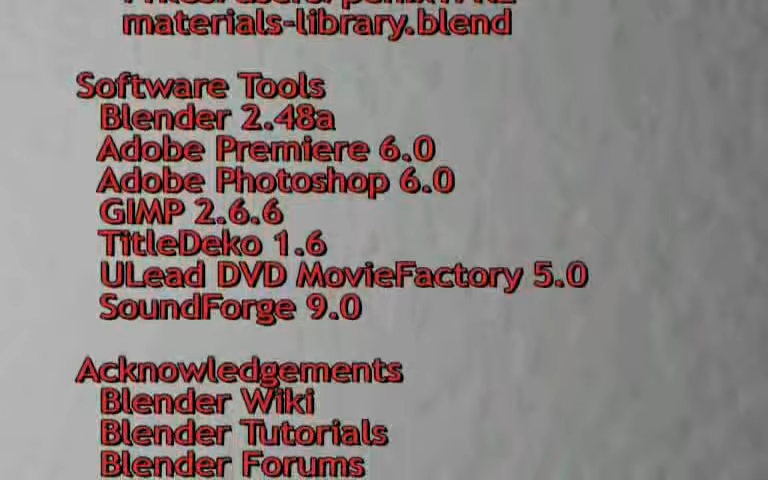 materials-library.blend
Software Tools
Blender 2.48a
Adobe Premiere 6.0
Adobe Photoshop 6.0
GIMP 2.6.6
TitleDeko 1.6
ULead DVD MovieFactory 5.0
SoundForge 9.0
Acknowledgements
Blender Wiki
Blender Tutorials
Blender Forums